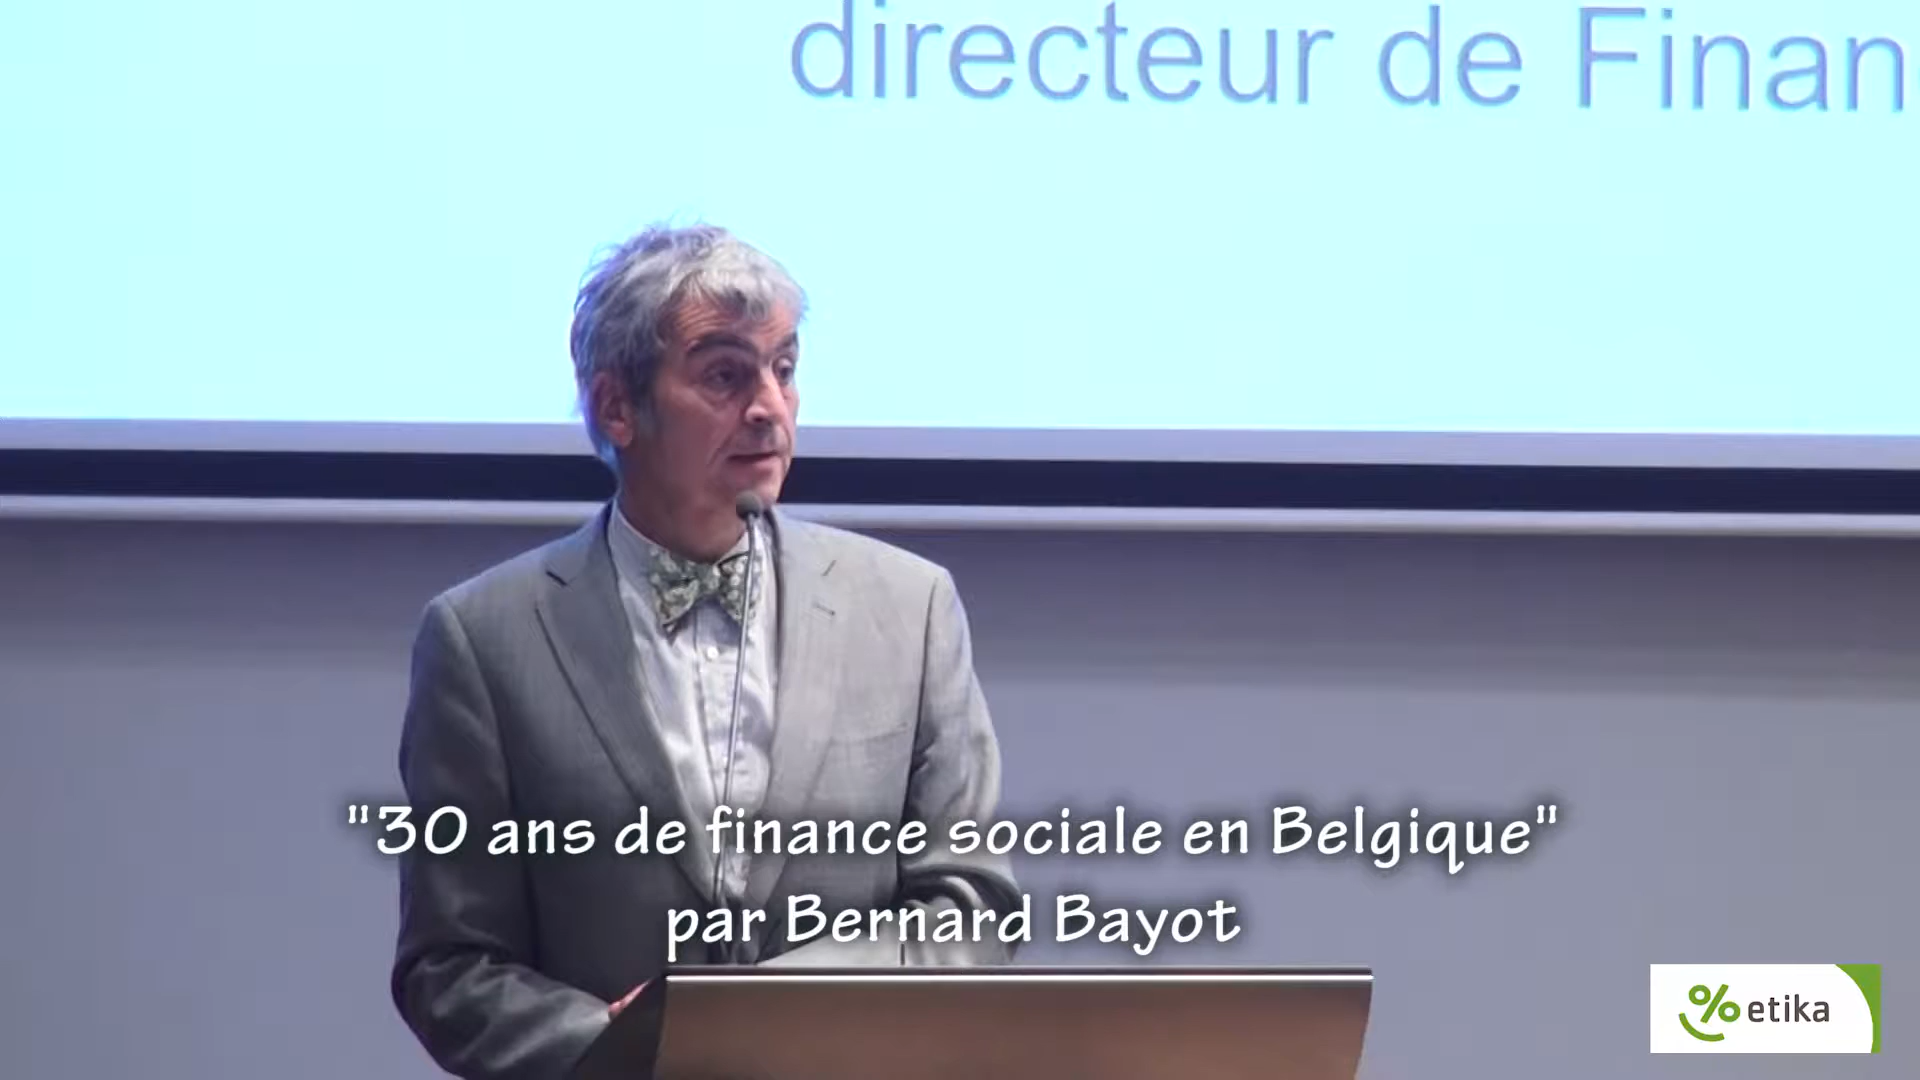 directeur de Finan
"30 ans de finance sociale en Belgique"
par Bernard Bayot
% etika